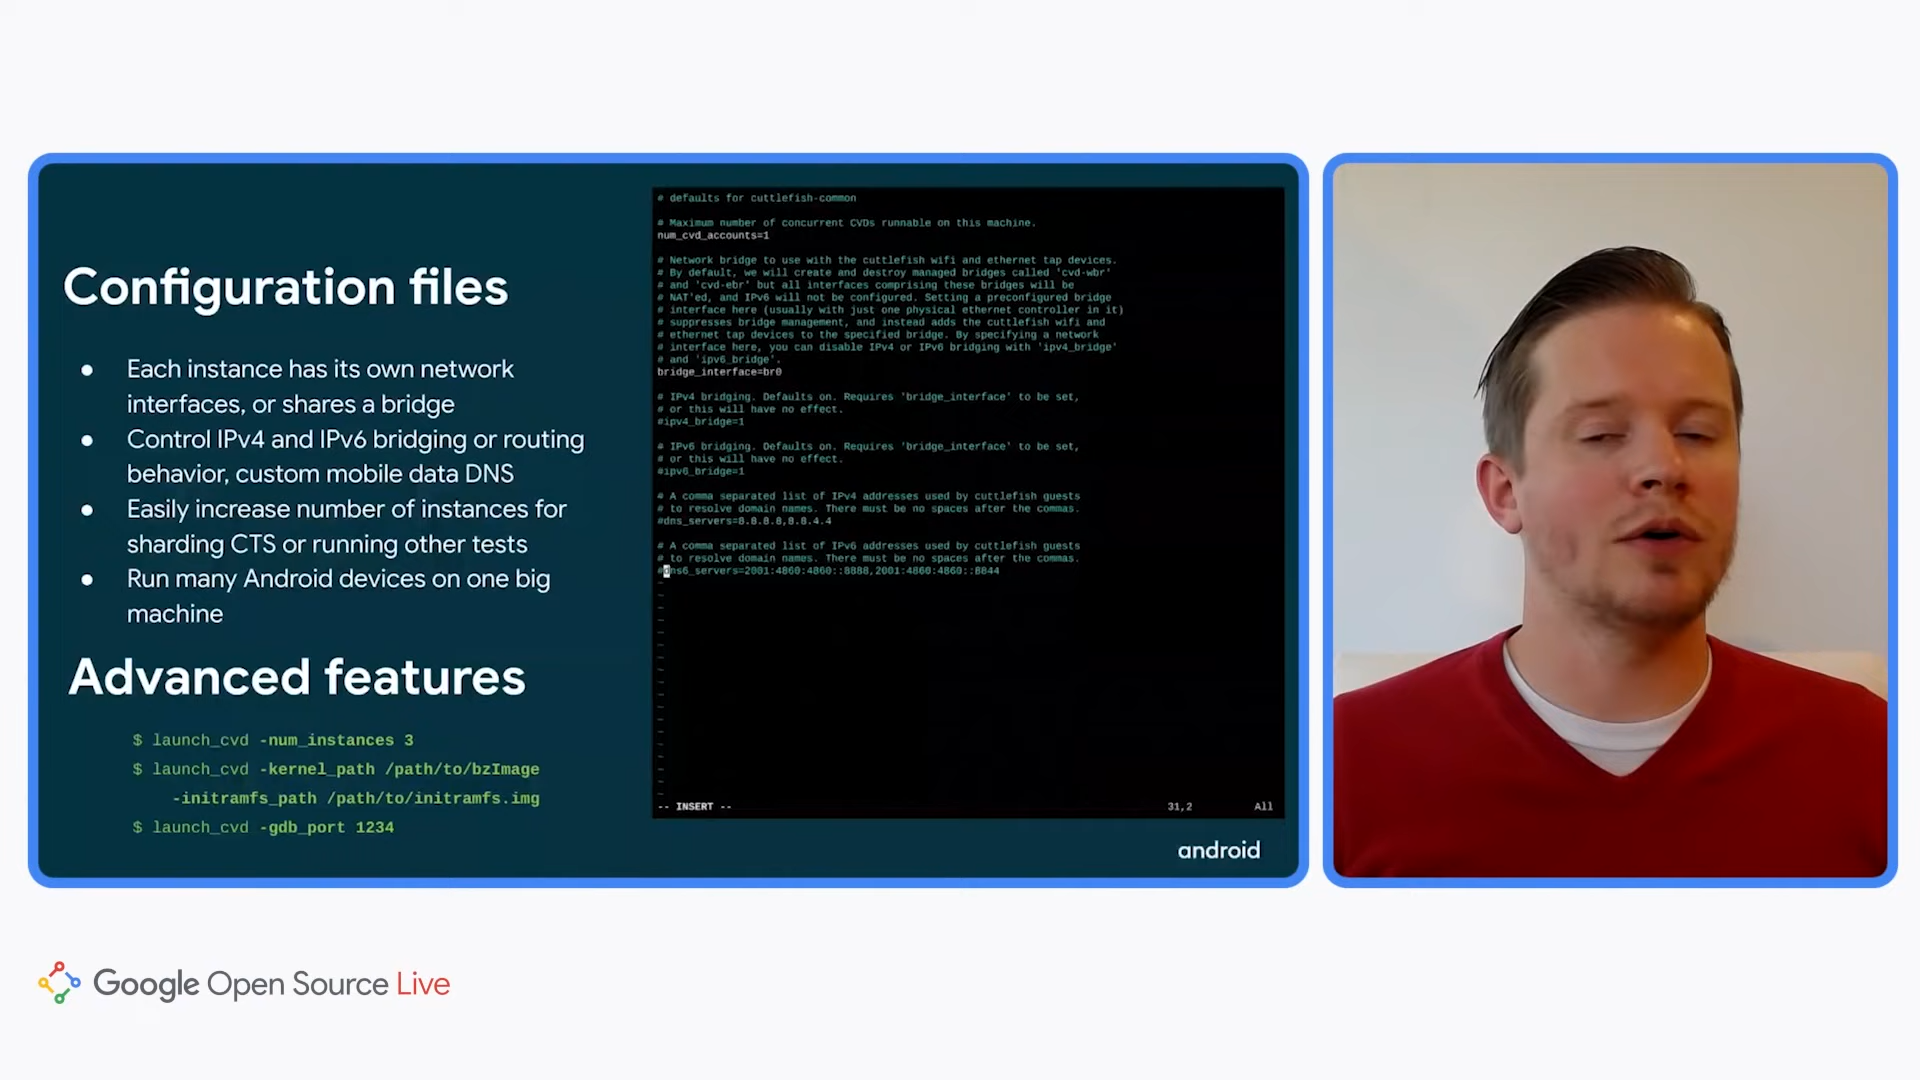 Configuration files
● Each instance has its own network
interfaces, or shares a bridge
● Control IPv4 and IPv6 bridging or routing
behavior, custom mobile data DNS
● Easily increase number of instances for
sharding CTS or running other tests
● Run many Android devices on one big
machine
Advanced features
$ launch_cvd -num_instances 3
$ launch_cvd -kernel_path /path/to/bzImage
-initramfs_path /path/to/initramfs.img
$ launch_cvd -gdb_port 1234
# defaults for cuttlefish-common
# Maximum number of concurrent CVDs runnable on this machine.
num_cvd_accounts=1
# Network bridge to use with the cuttlefish wifi and ethernet tap devices.
# By default, we will create and destroy managed bridges called 'cvd-wbr'
# and 'cvd-ebr' but all interfaces comprising these bridges will be
# NAT'ed, and IPv6 will not be configured. Setting a preconfigured bridge
# interface here (usually with just one physical ethernet controller in it)
# suppresses bridge management, and instead adds the cuttlefish wifi and
# ethernet tap devices to the specified bridge. By specifying a network
# interface here, you can disable IPv4 or IPv6 bridging with 'ipv4_bridge'
# and 'ipv6_bridge'.
bridge_interface=br0
# IPv4 bridging. Defaults on. Requires 'bridge_interface' to be set,
# or this will have no effect.
#ipv4_bridge=1
# IPv6 bridging. Defaults on. Requires 'bridge_interface' to be set,
# or this will have no effect.
#ipv6_bridge=1
# A comma separated list of IPv4 addresses used by cuttlefish guests
# to resolve domain names. There must be no spaces after the commas.
#dns_servers=8.8.8.8,8.8.4.4
# A comma separated list of IPv6 addresses used by cuttlefish guests
# to resolve domain names. There must be no spaces after the commas.
#dns6_servers=2001:4860:4860::8888,2001:4860:4860::8844
-- INSERT -- 31,2 All
android
Google Open Source Live